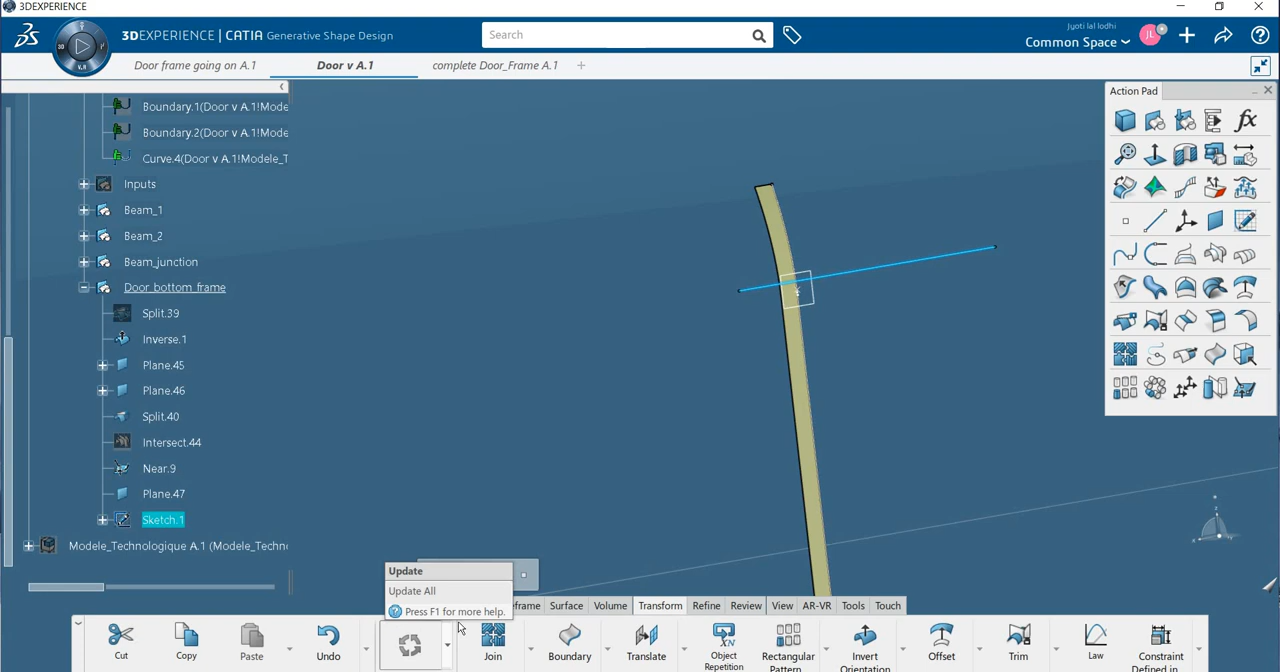 3DEXPERIENCE
3DEXPERIENCE | CATIA Generative Shape Design
Search
Jyoti lal lodhi
Common Space
JL
3D
V.R
Door frame going on A.1
Door v A.1
complete Door_Frame A.1
Action Pad
fx
Boundary.1(Door v A.1!Mode
Boundary.2(Door v A.1!Mode
Curve.4(Door v A.1!Modele_T
Inputs
Beam_1
Beam_2
Beam_junction
Door_bottom_frame
Split.39
Inverse.1
Plane.45
Plane.46
Split.40
Intersect.44
Near.9
Plane.47
Sketch.1
Modele_Technologique A.1 (Modele_Techn
Update
Update All
Press F1 for more help.
eframe
Surface
Volume
Transform
Refine
Review
View
AR-VR
Tools
Touch
Cut
Copy
Paste
Undo
Join
Boundary
Translate
Object
Repetition
Rectangular
Pattern
Invert
Orientation
Offset
Trim
Law
Constraint
Defined in